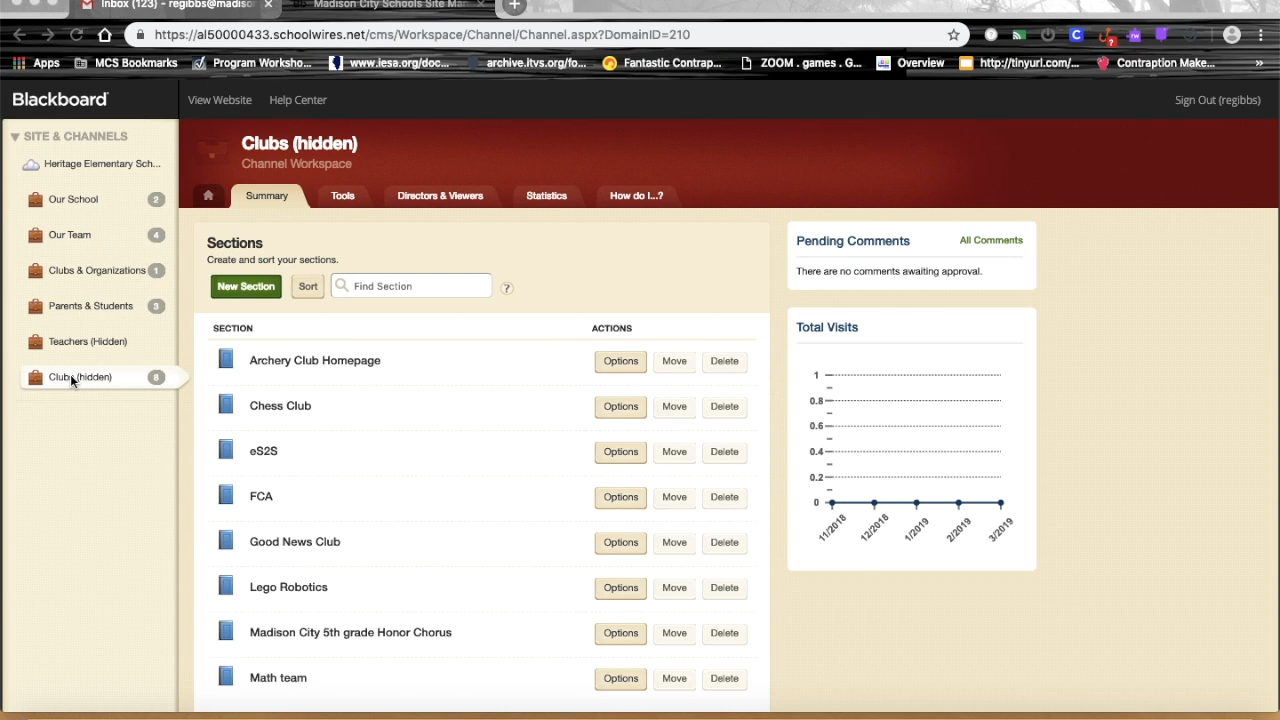 Inbox (123) - regibbs@madiso
Madison City Schools Site Ma
https://al50000433.schoolwires.net/cms/Workspace/Channel/Channel.aspx?DomainID=210
Apps
MCS Bookmarks
Program Worksho...
www.iesa.org/doc...
archive.itvs.org/fo...
Fantastic Contrap...
ZOOM . games . G...
Overview
http://tinyurl.com/...
Contraption Make...
»
Blackboard
View Website
Help Center
Sign Out (regibbs)
SITE & CHANNELS
Heritage Elementary Sch...
Our School 2
Our Team 4
Clubs & Organizations 1
Parents & Students 3
Teachers (Hidden)
Clubs (hidden) 8
Clubs (hidden)
Channel Workspace
Summary
Tools
Directors & Viewers
Statistics
How do I...?
Sections
Create and sort your sections.
New Section
Sort
Find Section
?
SECTION ACTIONS
Archery Club Homepage Options Move Delete
Chess Club Options Move Delete
eS2S Options Move Delete
FCA Options Move Delete
Good News Club Options Move Delete
Lego Robotics Options Move Delete
Madison City 5th grade Honor Chorus Options Move Delete
Math team Options Move Delete
Pending Comments All Comments
There are no comments awaiting approval.
Total Visits
1
0.8
0.6
0.4
0.2
0
11/2018 12/2018 1/2019 2/2019 3/2019